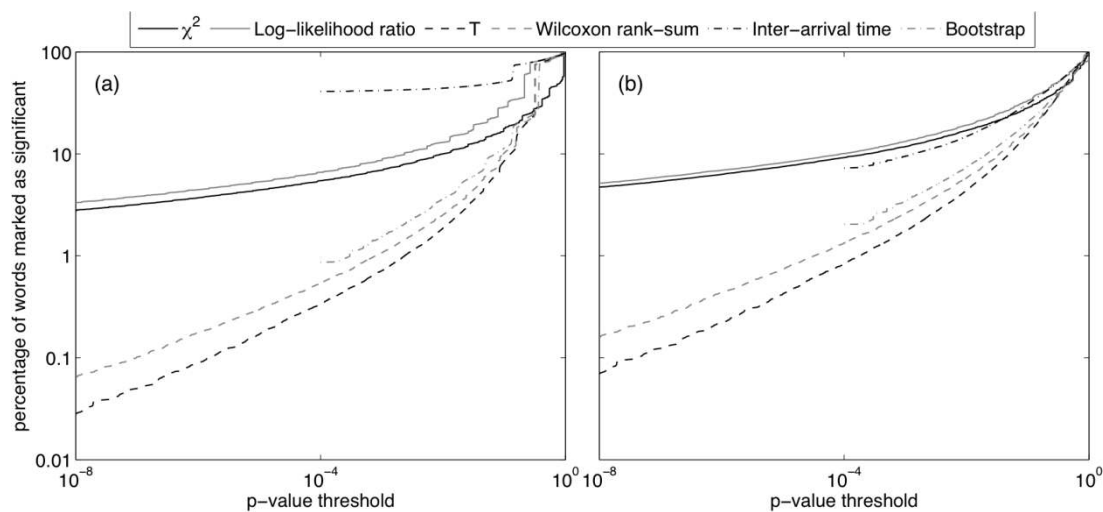 χ² Log-likelihood ratio T Wilcoxon rank-sum Inter-arrival time Bootstrap
(a)
(b)
percentage of words marked as significant
100
10
1
0.1
0.01
10⁻⁸ 10⁻⁴ 10⁰
10⁻⁸ 10⁻⁴ 10⁰
p-value threshold
p-value threshold